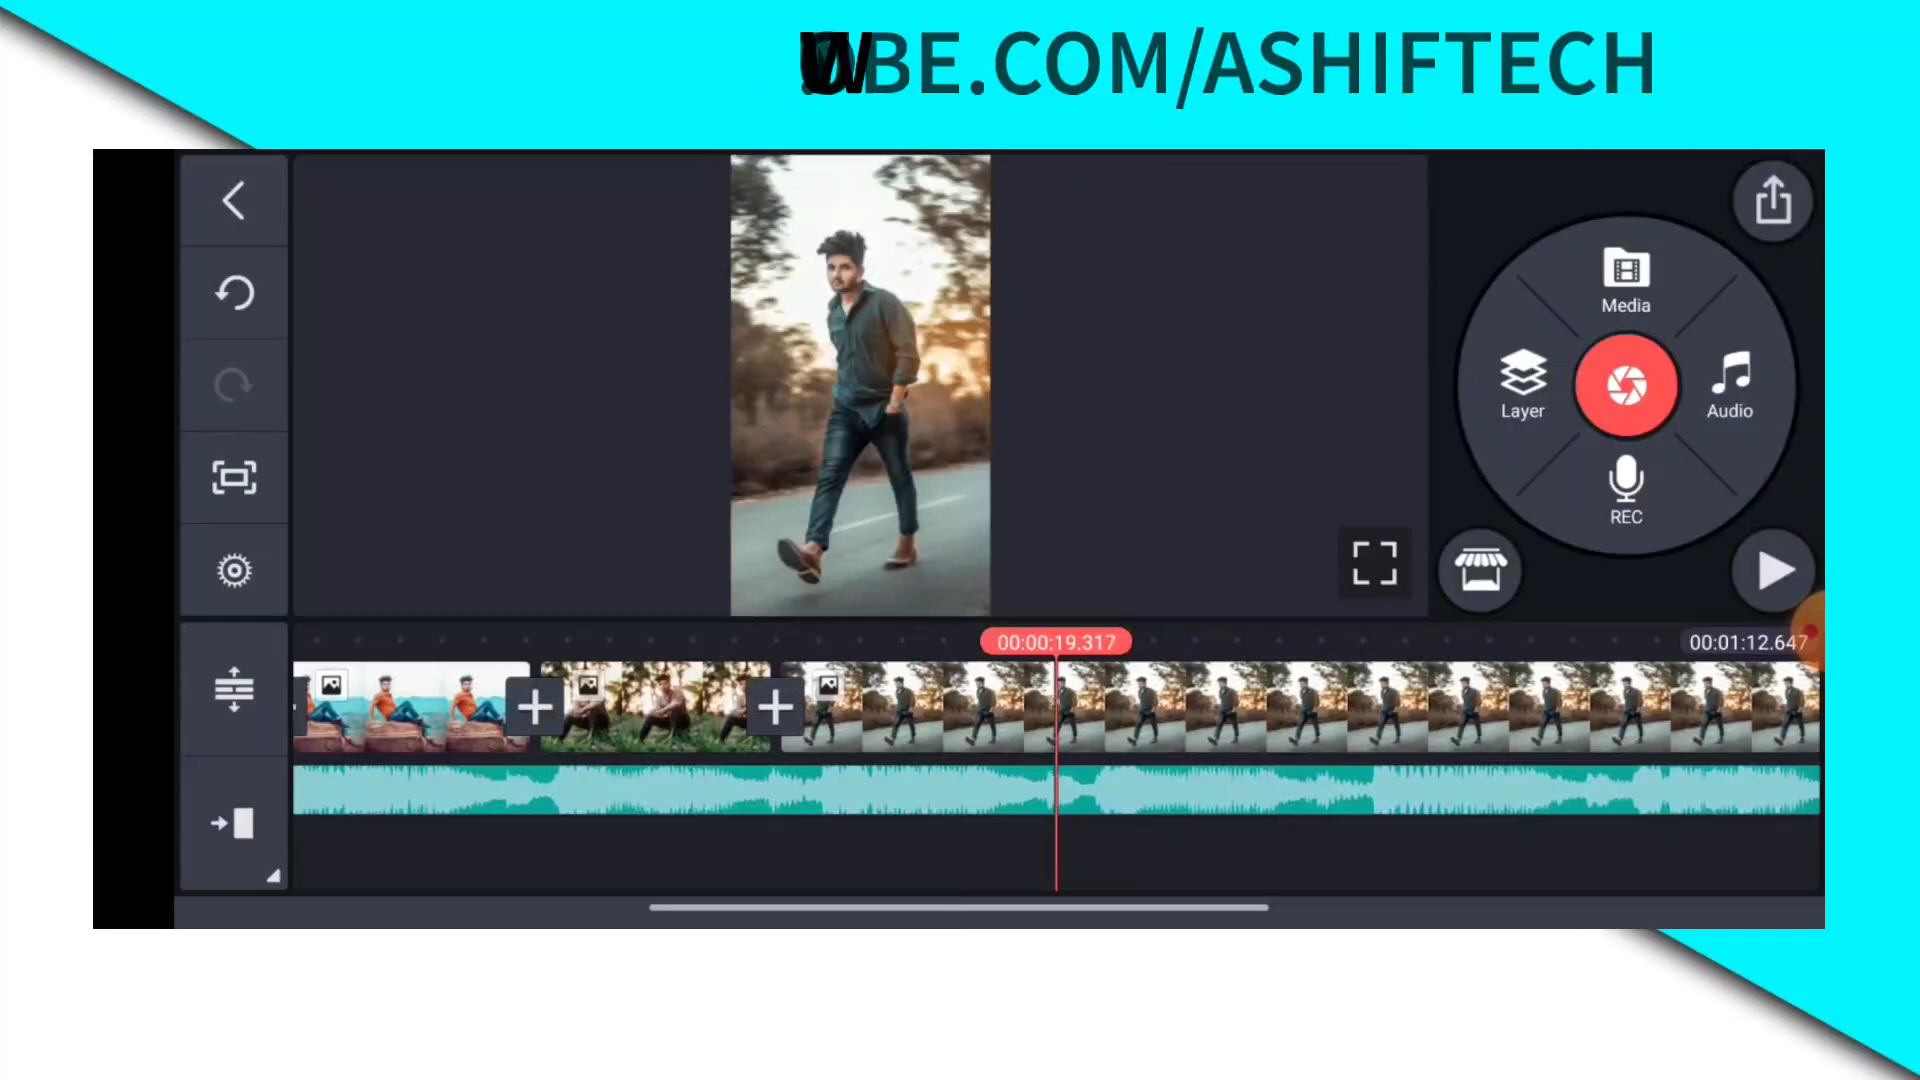 BE.COM/ASHIFTECH
Media
Layer
Audio
REC
00:00:19.317
00:01:12.647